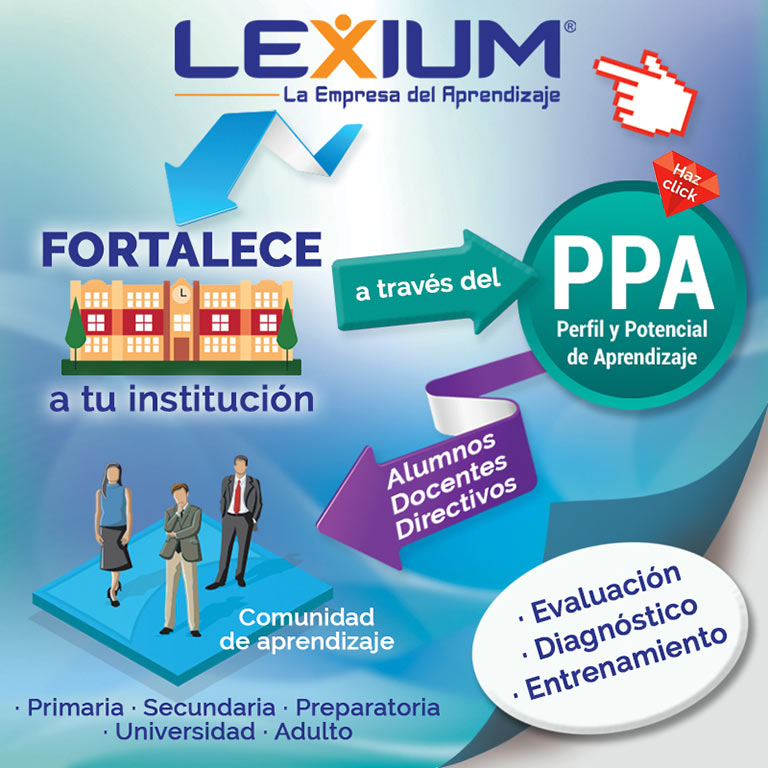 LEXIUM®
La Empresa del Aprendizaje
Haz
click
FORTALECE
a tu institución
a través del
PPA
Perfil y Potencial
de Aprendizaje
Alumnos
Docentes
Directivos
Comunidad
de aprendizaje
· Primaria · Secundaria · Preparatoria
· Universidad · Adulto
· Evaluación
· Diagnóstico
· Entrenamiento